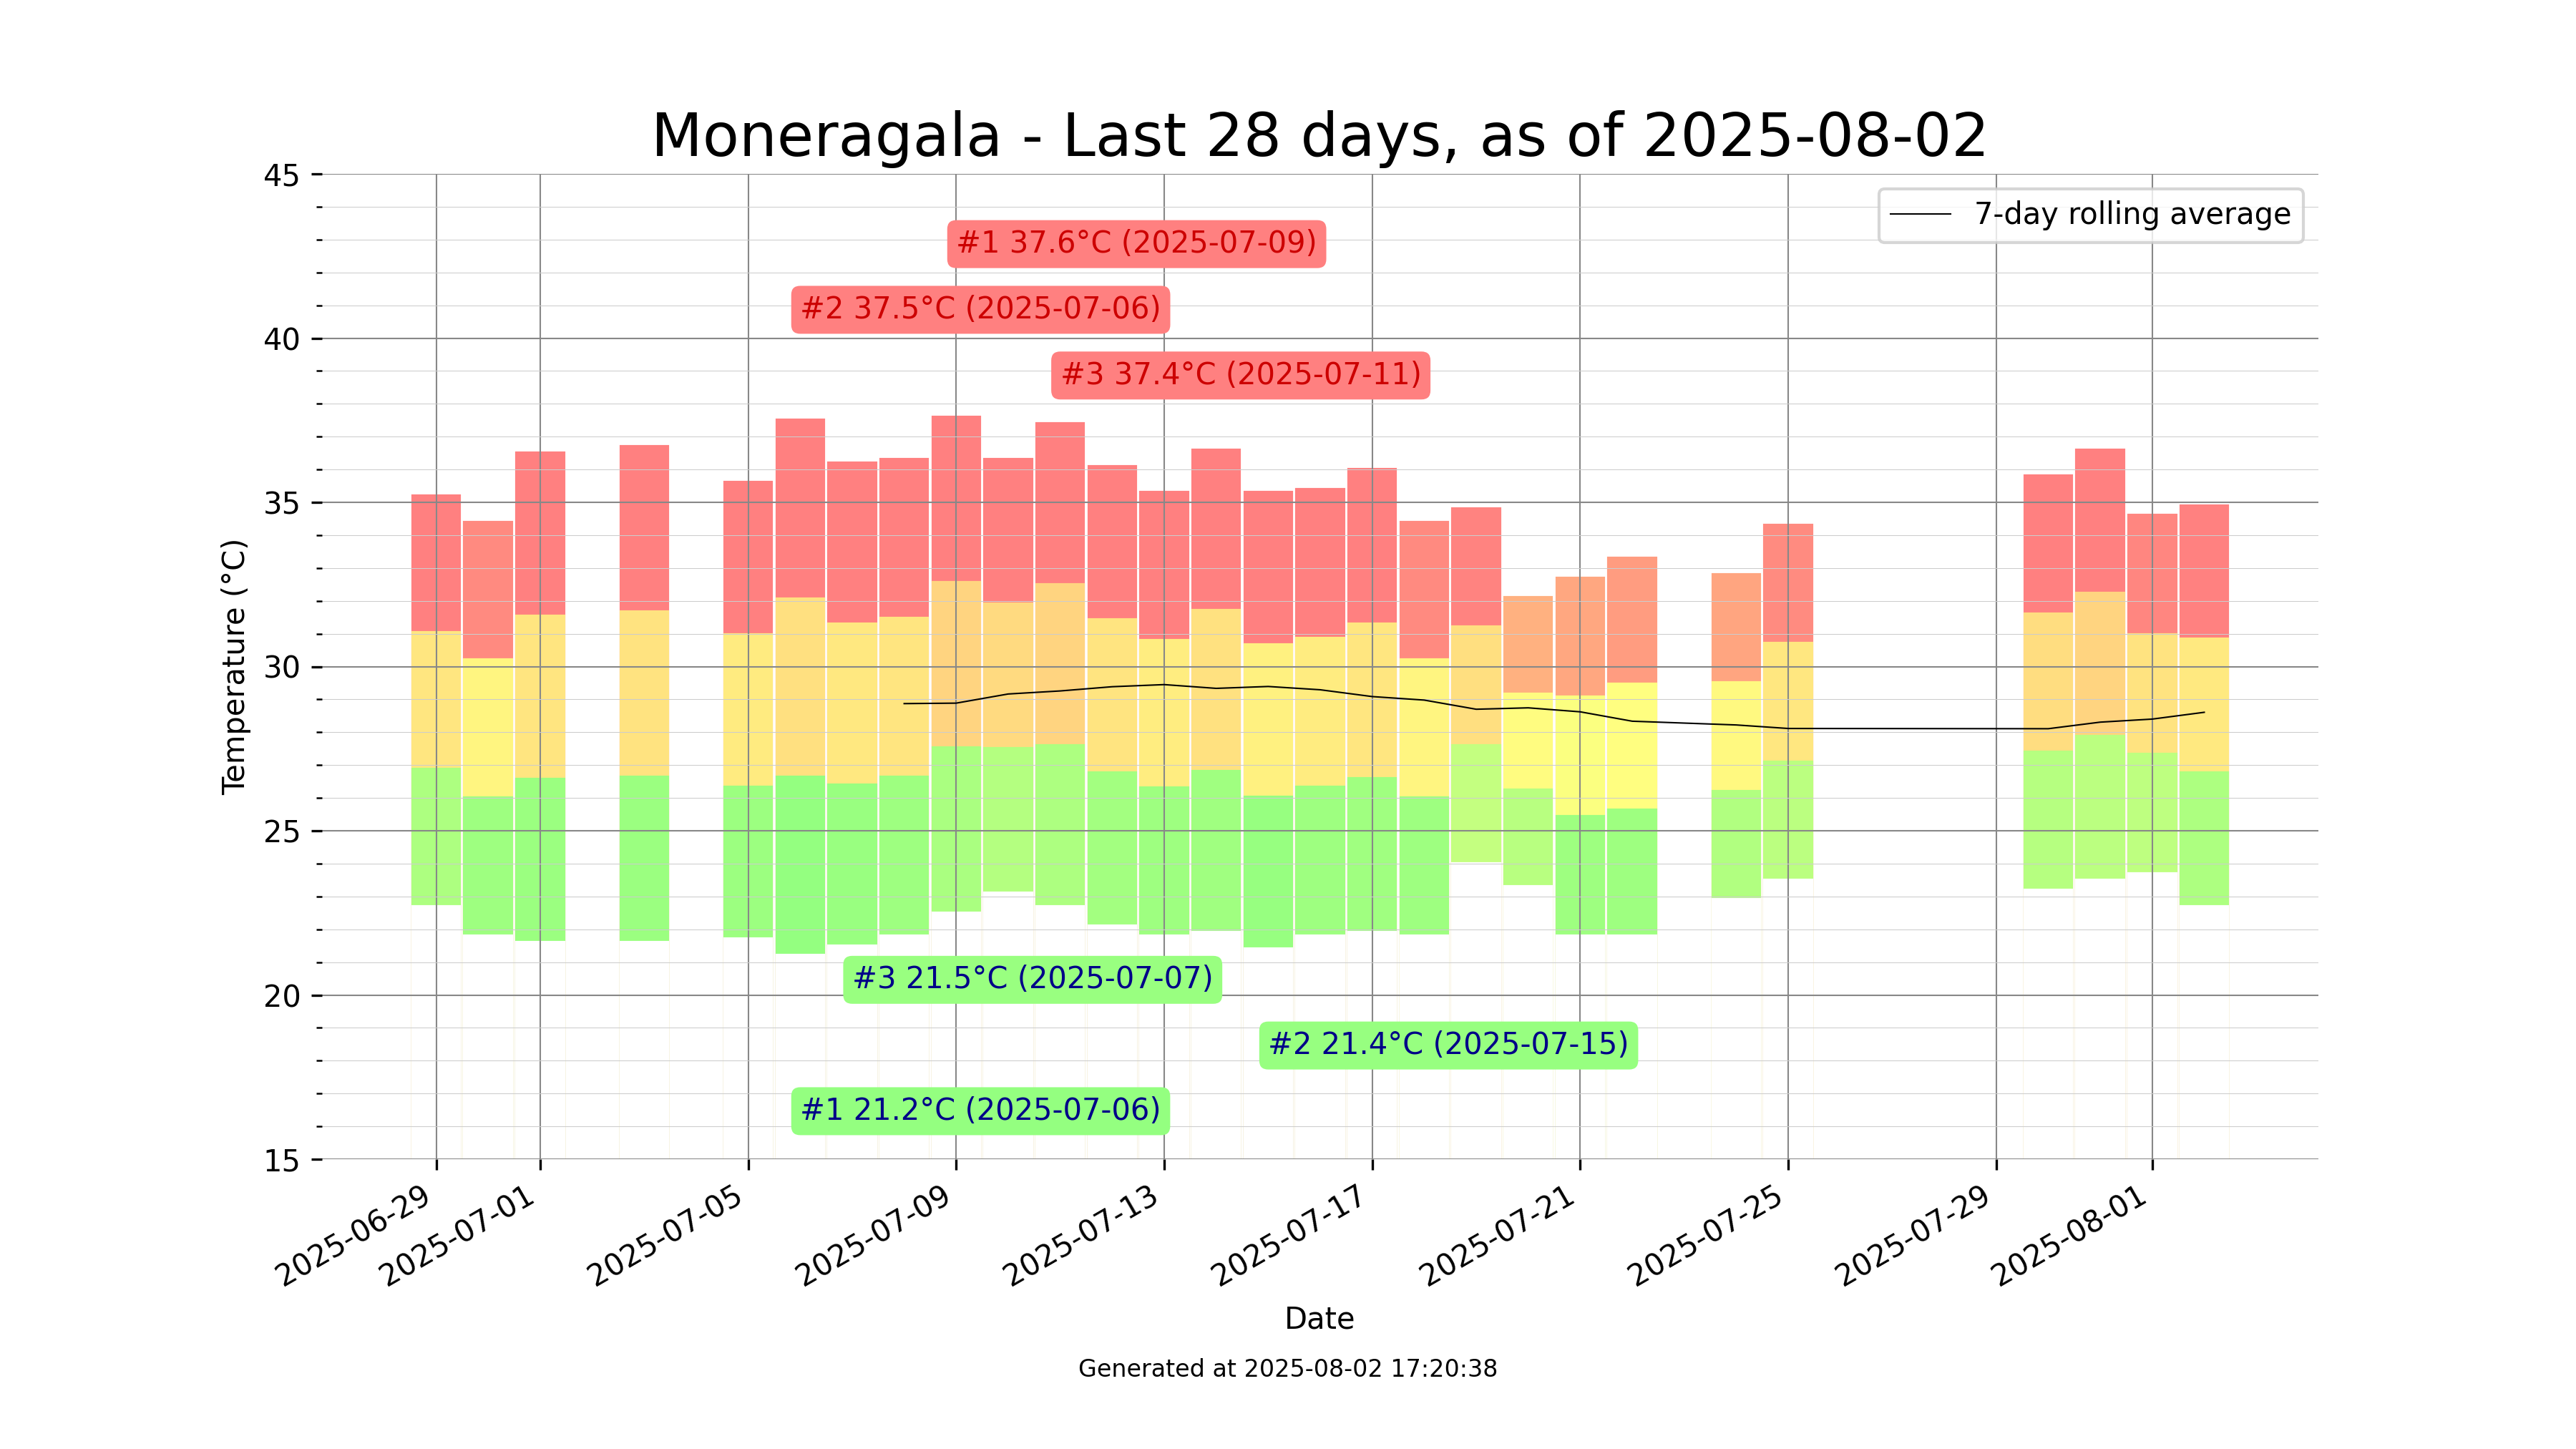 Moneragala - Last 28 days, as of 2025-08-02
7-day rolling average
#1 37.6°C (2025-07-09)
#2 37.5°C (2025-07-06)
#3 37.4°C (2025-07-11)
45
40
35
30
25
20
15
Temperature (°C)
#3 21.5°C (2025-07-07)
#2 21.4°C (2025-07-15)
#1 21.2°C (2025-07-06)
2025-06-29
2025-07-01
2025-07-05
2025-07-09
2025-07-13
2025-07-17
2025-07-21
2025-07-25
2025-07-29
2025-08-01
Date
Generated at 2025-08-02 17:20:38